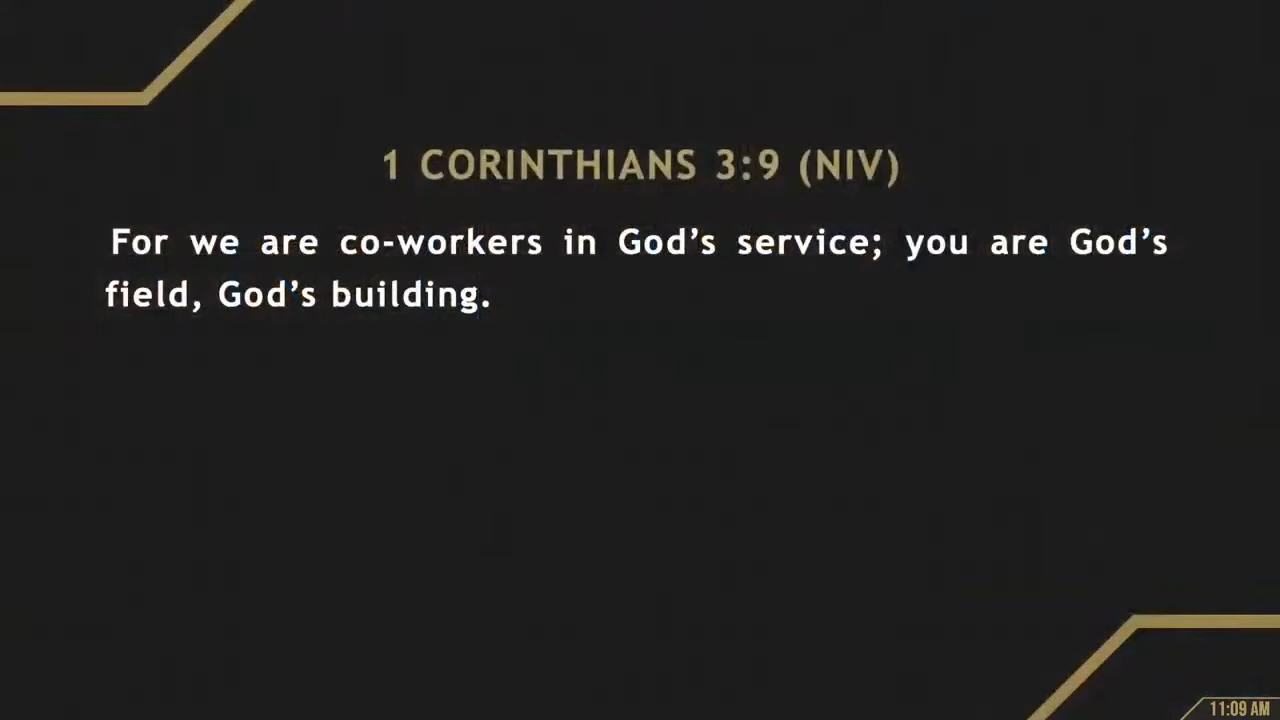 1 CORINTHIANS 3:9 (NIV)
For we are co-workers in God’s service; you are God’s
field, God’s building.
11:09 AM